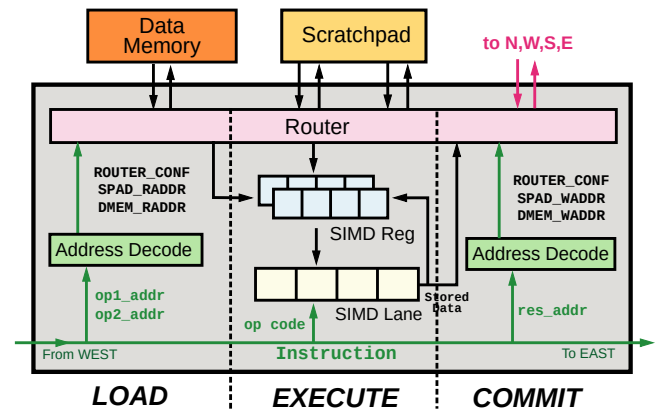 Data
Memory
Scratchpad
to N,W,S,E
Router
ROUTER_CONF
SPAD_RADDR
DMEM_RADDR
Address Decode
op1_addr
op2_addr
SIMD Reg
SIMD Lane
Stored
Data
op code
ROUTER_CONF
SPAD_WADDR
DMEM_WADDR
Address Decode
res_addr
From WEST
Instruction
To EAST
LOAD
EXECUTE
COMMIT